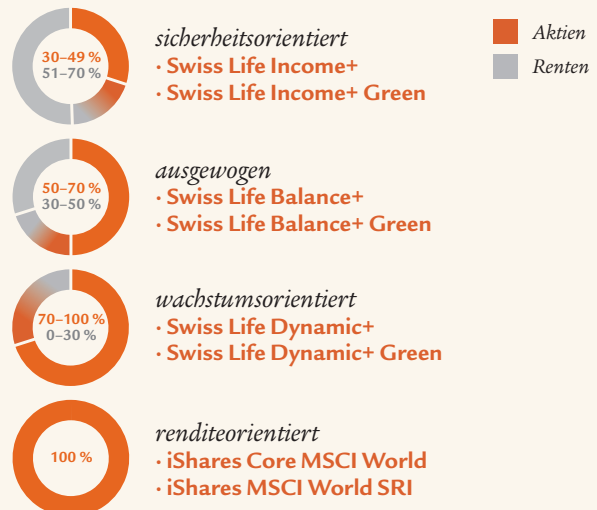 30–49 %
51–70 %
sicherheitsorientiert
· Swiss Life Income+
· Swiss Life Income+ Green
Aktien
Renten
50–70 %
30–50 %
ausgewogen
· Swiss Life Balance+
· Swiss Life Balance+ Green
70–100 %
0–30 %
wachstumsorientiert
· Swiss Life Dynamic+
· Swiss Life Dynamic+ Green
100 %
renditeorientiert
· iShares Core MSCI World
· iShares MSCI World SRI